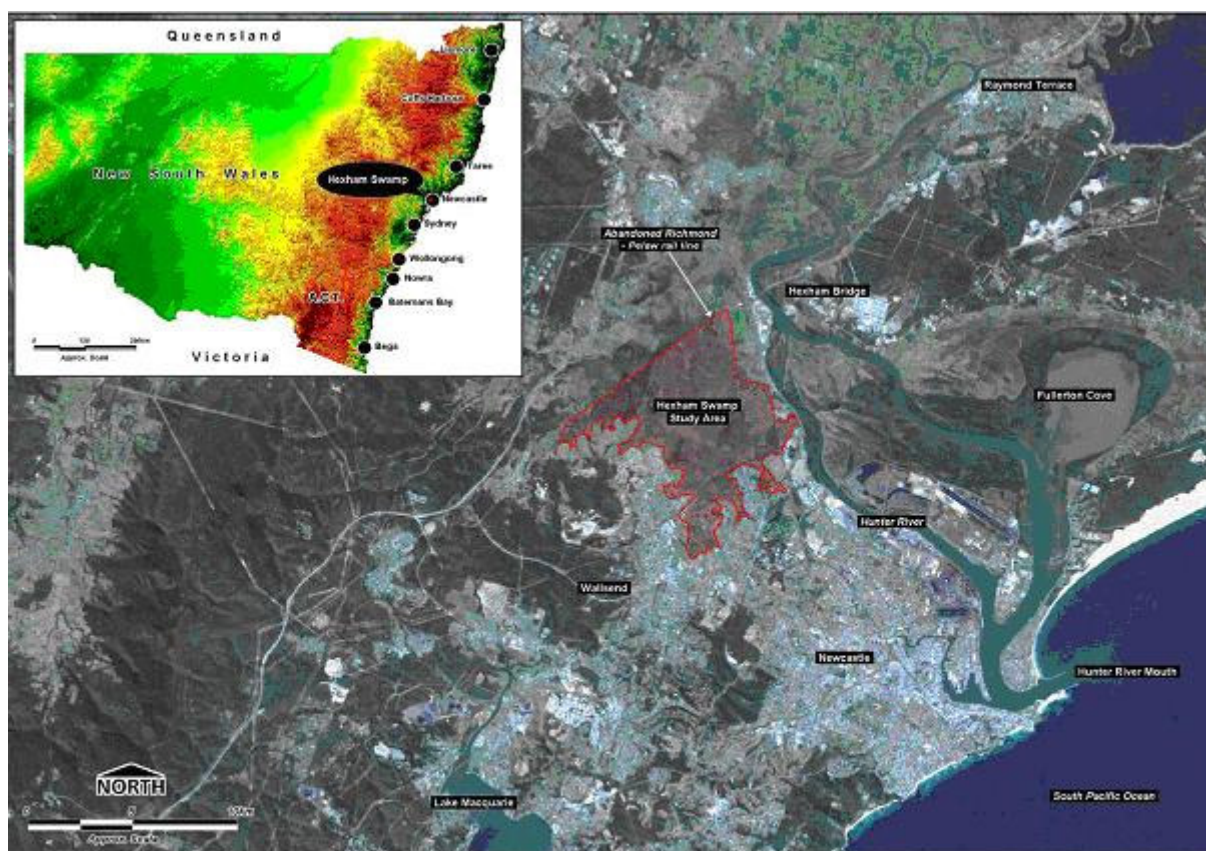 Queensland
Lismore
Coffs Harbour
Taree
New South Wales
Hexham Swamp
Newcastle
Sydney
Wollongong
Nowra
A.C.T.
Batemans Bay
Bega
Victoria
Approx. Scale
Raymond Terrace
Abandoned Richmond
- Pelaw rail line
Hexham Bridge
Hexham Swamp
Study Area
Fullerton Cove
Hunter River
Wallsend
Newcastle
Hunter River Mouth
NORTH
0 5 10km
Approx. Scale
Lake Macquarie
South Pacific Ocean